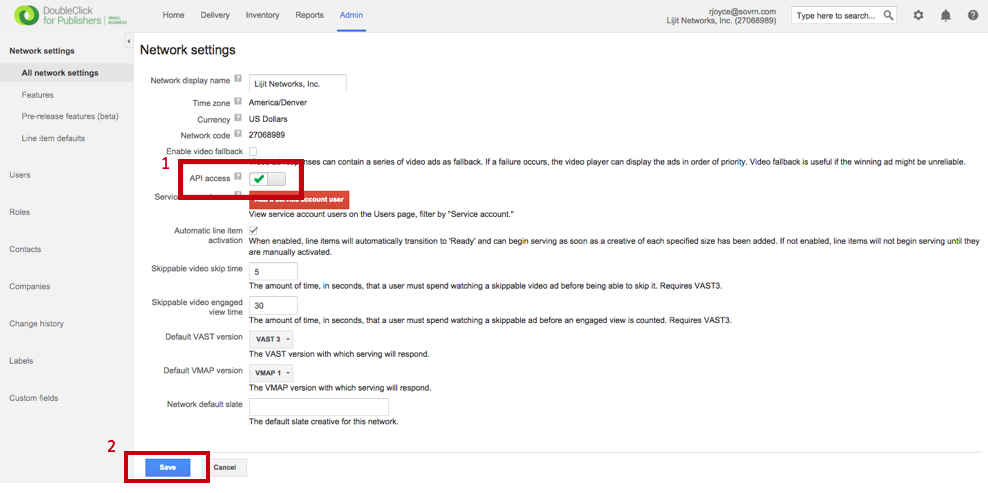 DoubleClick
for Publishers | SMALL BUSINESS
Home Delivery Inventory Reports Admin
rjoyce@sovrn.com
Lijit Networks, Inc. (27068989)
Type here to search...
Network settings
All network settings
Features
Pre-release features (beta)
Line item defaults
Users
Roles
Contacts
Companies
Change history
Labels
Custom fields
Network settings
Network display name ? Lijit Networks, Inc.
Time zone ? America/Denver
Currency ? US Dollars
Network code ? 27068989
Enable video fallback
responses can contain a series of video ads as fallback. If a failure occurs, the video player can display the ads in order of priority. Video fallback is useful if the winning ad might be unreliable.
1
API access ?
service account user
View service account users on the Users page, filter by "Service account."
Automatic line item
activation
When enabled, line items will automatically transition to 'Ready' and can begin serving as soon as a creative of each specified size has been added. If not enabled, line items will not begin serving until they
are manually activated.
Skippable video skip time 5
The amount of time, in seconds, that a user must spend watching a skippable video ad before being able to skip it. Requires VAST3.
Skippable video engaged
view time 30
The amount of time, in seconds, that a user must spend watching a skippable ad before an engaged view is counted. Requires VAST3.
Default VAST version VAST 3
The VAST version with which serving will respond.
Default VMAP version VMAP 1
The VMAP version with which serving will respond.
Network default slate
The default slate creative for this network.
2
Save Cancel